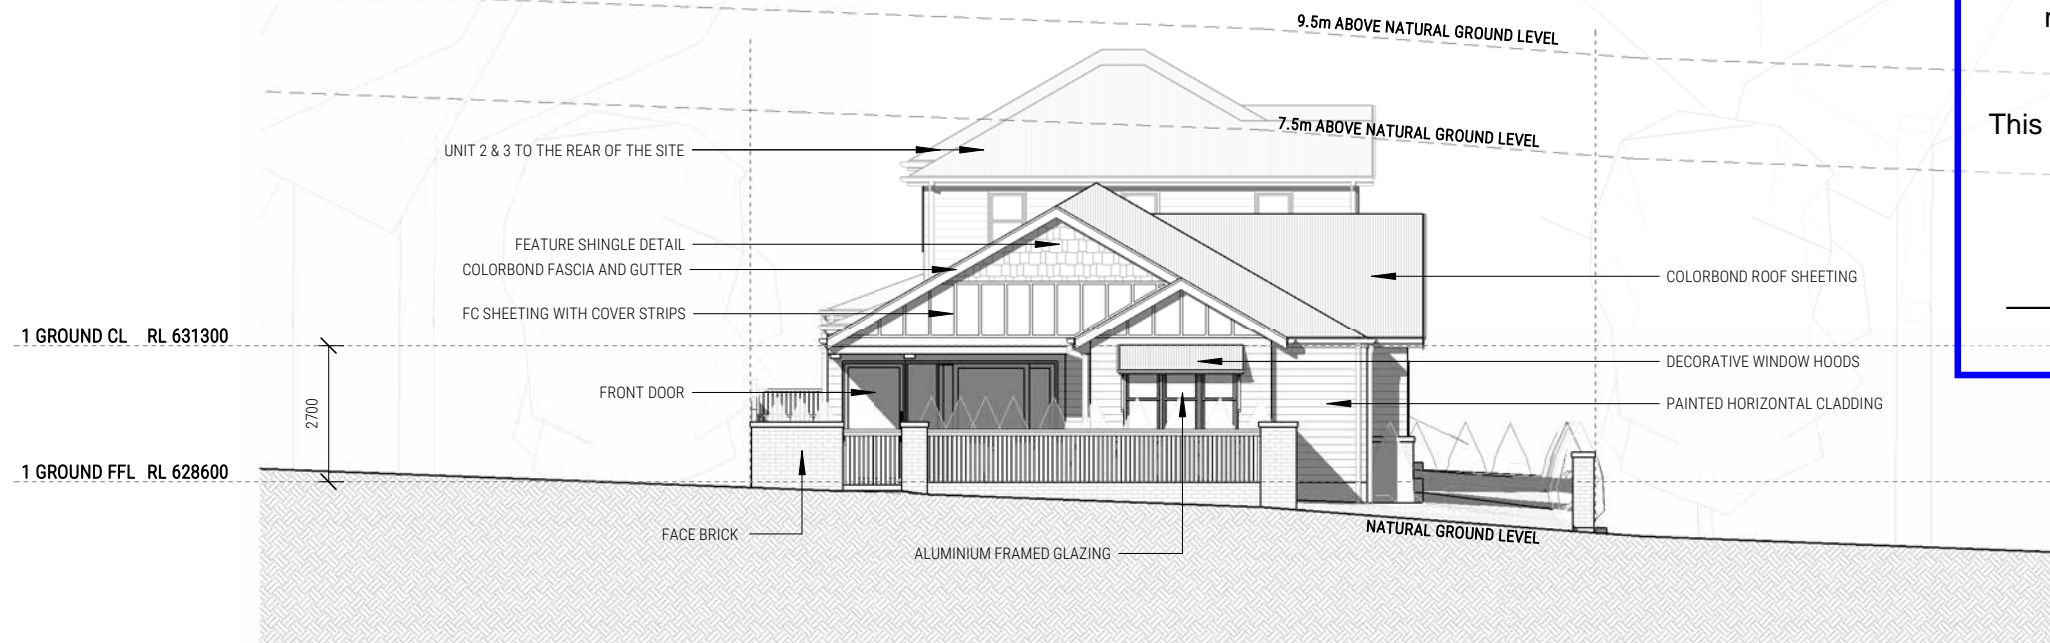 9.5m ABOVE NATURAL GROUND LEVEL
This
7.5m ABOVE NATURAL GROUND LEVEL
UNIT 2 & 3 TO THE REAR OF THE SITE
FEATURE SHINGLE DETAIL
COLORBOND FASCIA AND GUTTER
COLORBOND ROOF SHEETING
FC SHEETING WITH COVER STRIPS
1 GROUND CL RL 631300
DECORATIVE WINDOW HOODS
FRONT DOOR
PAINTED HORIZONTAL CLADDING
2700
1 GROUND FFL RL 628600
NATURAL GROUND LEVEL
FACE BRICK
ALUMINIUM FRAMED GLAZING